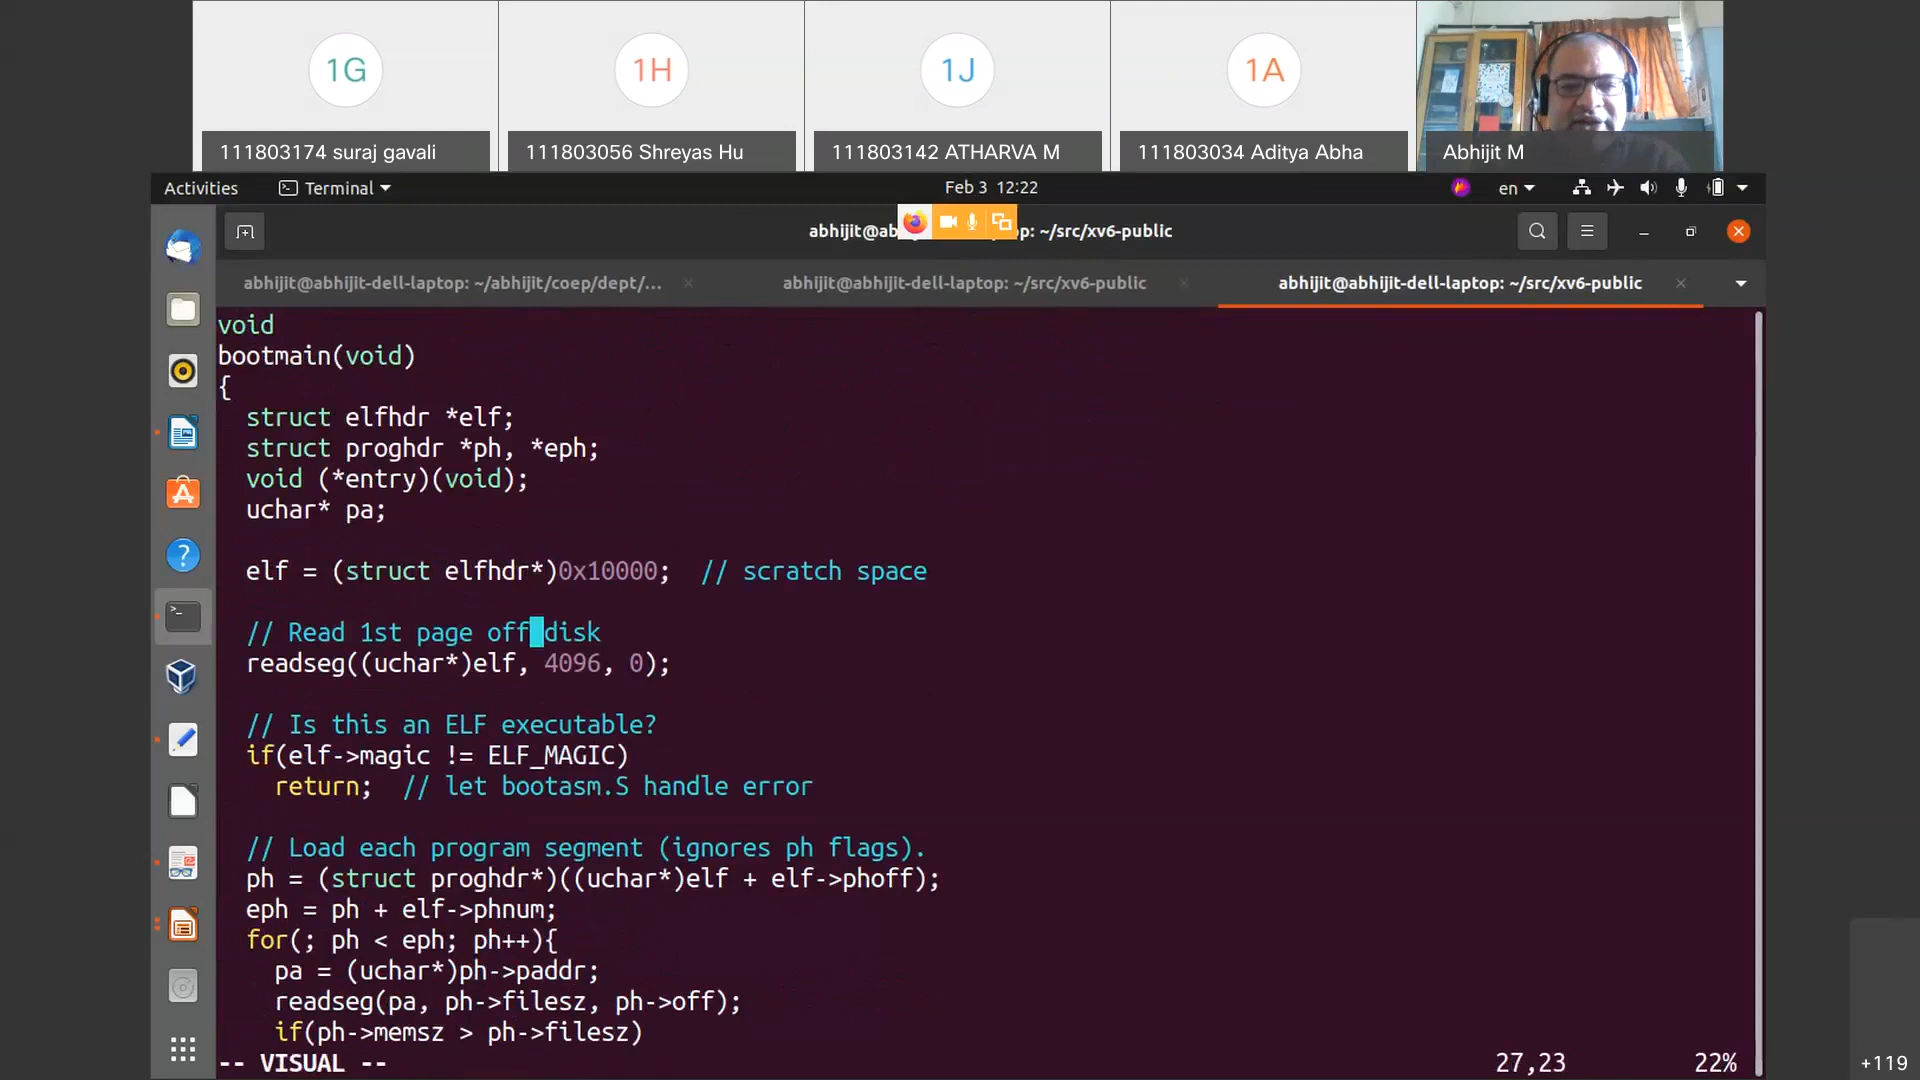 1G
1H
1J
1A
111803174 suraj gavali
111803056 Shreyas Hu
111803142 ATHARVA M
111803034 Aditya Abha
Abhijit M
Activities
Terminal
Feb 3 12:22
en
abhijit@ab
op: ~/src/xv6-public
abhijit@abhijit-dell-laptop: ~/abhijit/coep/dept/...
abhijit@abhijit-dell-laptop: ~/src/xv6-public
abhijit@abhijit-dell-laptop: ~/src/xv6-public
void
bootmain(void)
{
struct elfhdr *elf;
struct proghdr *ph, *eph;
void (*entry)(void);
uchar* pa;
elf = (struct elfhdr*)0x10000;  // scratch space
// Read 1st page off disk
readseg((uchar*)elf, 4096, 0);
// Is this an ELF executable?
if(elf->magic != ELF_MAGIC)
return;  // let bootasm.S handle error
// Load each program segment (ignores ph flags).
ph = (struct proghdr*)((uchar*)elf + elf->phoff);
eph = ph + elf->phnum;
for(; ph < eph; ph++){
pa = (uchar*)ph->paddr;
readseg(pa, ph->filesz, ph->off);
if(ph->memsz > ph->filesz)
-- VISUAL --
27,23
22%
+119